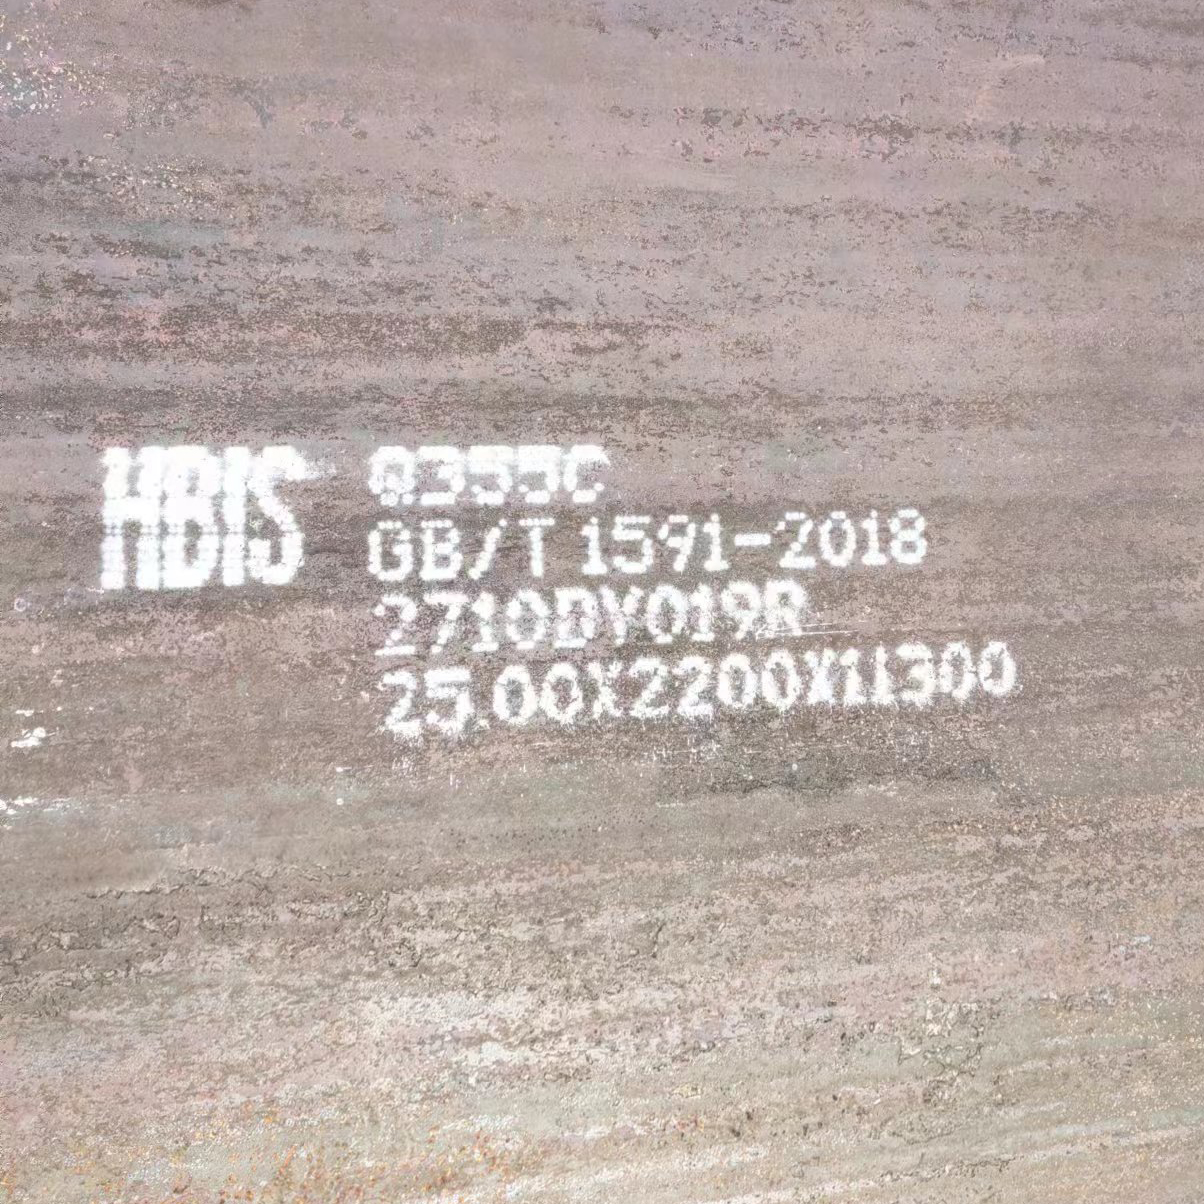 HBIS
Q355C
GB/T 1591-2018
2710DY019R
25.00X2200X11300